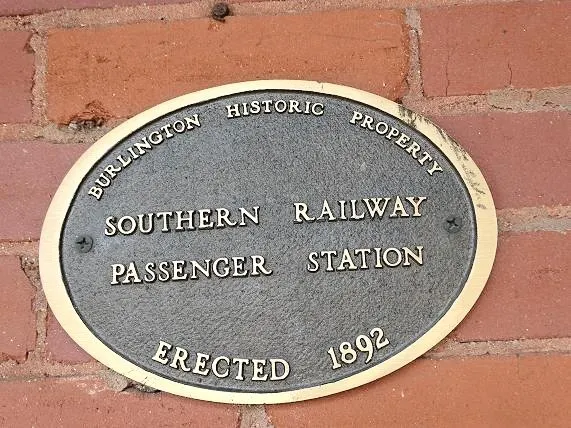 BURLINGTON HISTORIC PROPERTY
SOUTHERN RAILWAY
PASSENGER STATION
ERECTED 1892